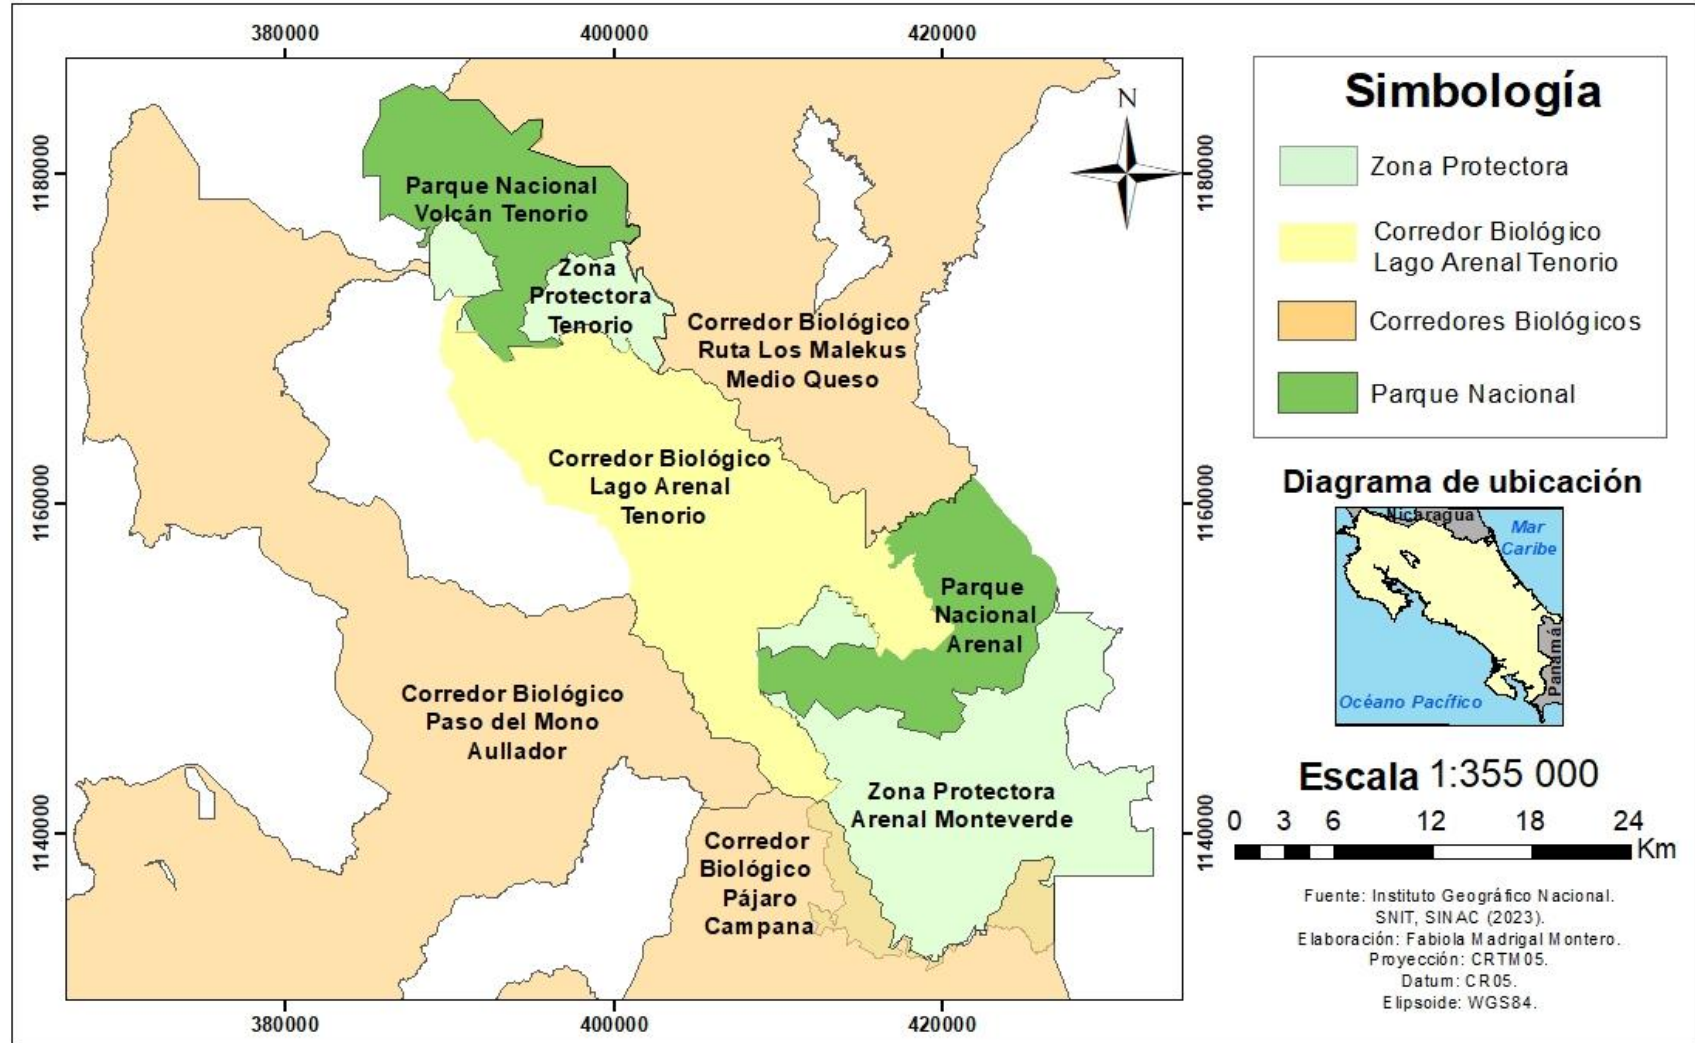 380000
400000
420000
1180000
1160000
1140000
Parque Nacional
Volcán Tenorio
Zona
Protectora
Tenorio
Corredor Biológico
Ruta Los Malekus
Medio Queso
Corredor Biológico
Lago Arenal
Tenorio
Parque
Nacional
Arenal
Corredor Biológico
Paso del Mono
Aullador
Zona Protectora
Arenal Monteverde
Corredor
Biológico
Pájaro
Campana
N
1180000
1160000
1140000
380000
400000
420000
Simbología
Zona Protectora
Corredor Biológico
Lago Arenal Tenorio
Corredores Biológicos
Parque Nacional
Diagrama de ubicación
Nicaragua
Mar
Caribe
Panamá
Océano Pacífico
Escala 1:355 000
0 3 6 12 18 24
Km
Fuente: Instituto Geográfico Nacional.
SNIT, SINAC (2023).
Elaboración: Fabiola Madrigal Montero.
Proyección: CRTM05.
Datum: CR05.
Elipsoide: WGS84.